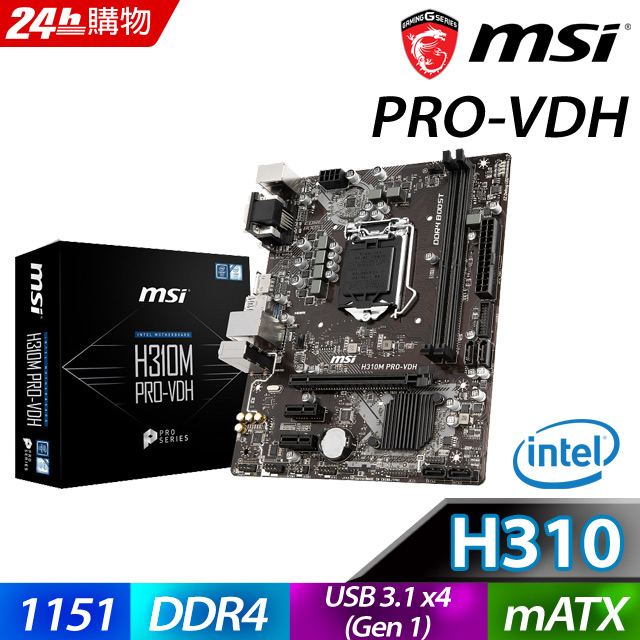 24h購物
GAMING G SERIES
msi
PRO-VDH
msi
INTEL MOTHERBOARD
H310M
PRO-VDH
PRO
SERIES
msi
H310M PRO-VDH
DDR4 BOOST
msi
H310M PRO-VDH
intel
H310
1151
DDR4
USB 3.1 x4
(Gen 1)
mATX